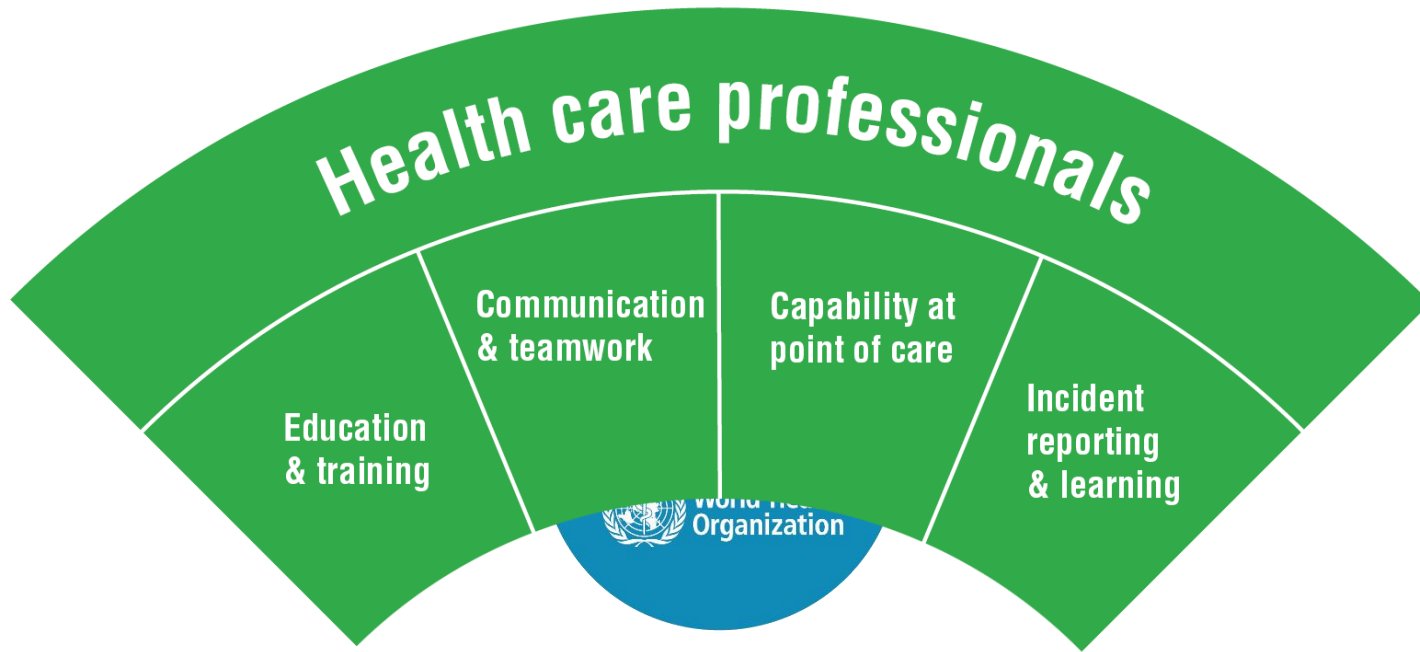 Health care professionals
Communication
& teamwork
Capability at
point of care
Education
& training
Incident
reporting
& learning
Organization